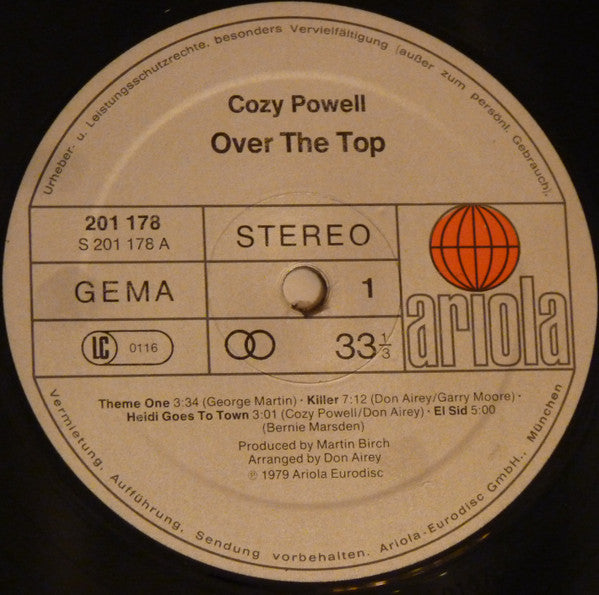 Urheber- u. Leistungsschutzrechte, besonders Vervielfältigung (außer zum persönl. Gebrauch),
Cozy Powell
Over The Top
201 178
S 201 178 A
STEREO
GEMA
1
LC 0116
33 1/3
ariola
Theme One 3:34 (George Martin) · Killer 7:12 (Don Airey/Garry Moore) ·
Heidi Goes To Town 3:01 (Cozy Powell/Don Airey) · El Sid 5:00
(Bernie Marsden)
Produced by Martin Birch
Arranged by Don Airey
℗ 1979 Ariola Eurodisc
Vermietung, Aufführung, Sendung vorbehalten. Ariola-Eurodisc GmbH., München